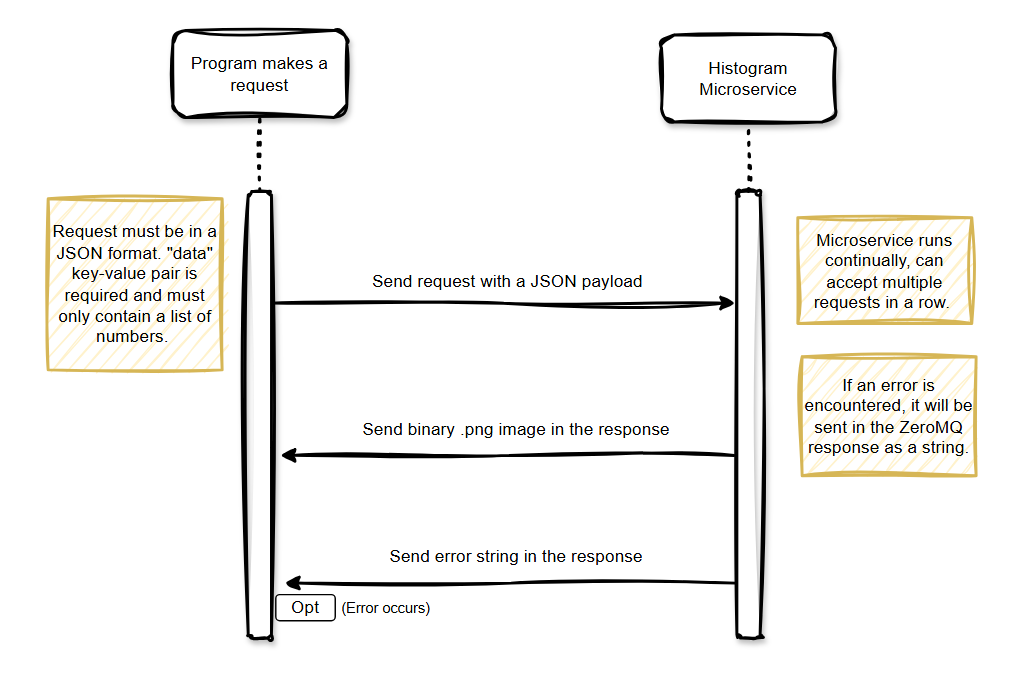 Program makes a
request
Histogram
Microservice
Request must be in a
JSON format. "data"
key-value pair is
required and must
only contain a list of
numbers.
Send request with a JSON payload
Microservice runs
continually, can
accept multiple
requests in a row.
If an error is
encountered, it will be
sent in the ZeroMQ
response as a string.
Send binary .png image in the response
Send error string in the response
Opt (Error occurs)